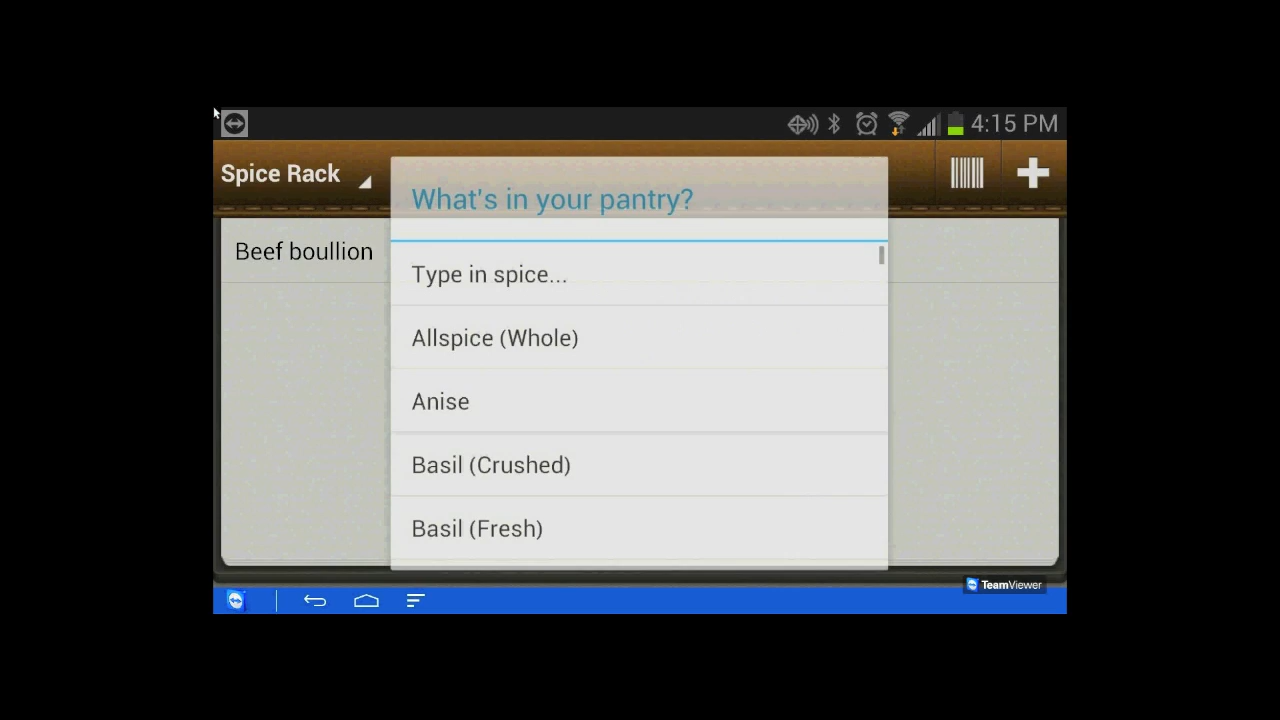 4:15 PM
Spice Rack
What's in your pantry?
Beef boullion
Type in spice...
Allspice (Whole)
Anise
Basil (Crushed)
Basil (Fresh)
TeamViewer